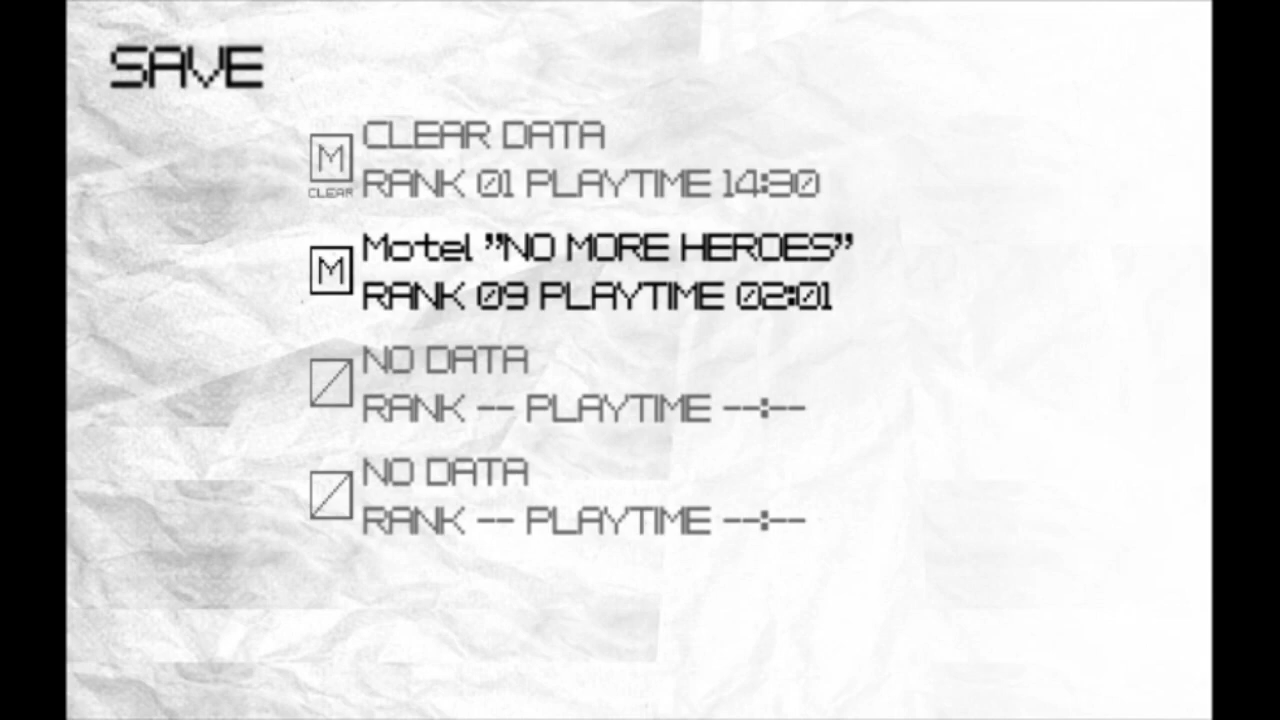 SAVE
M
CLEAR
CLEAR DATA
RANK 01 PLAYTIME 14:30
M
Motel "NO MORE HEROES"
RANK 09 PLAYTIME 02:01
NO DATA
RANK -- PLAYTIME --:--
NO DATA
RANK -- PLAYTIME --:--